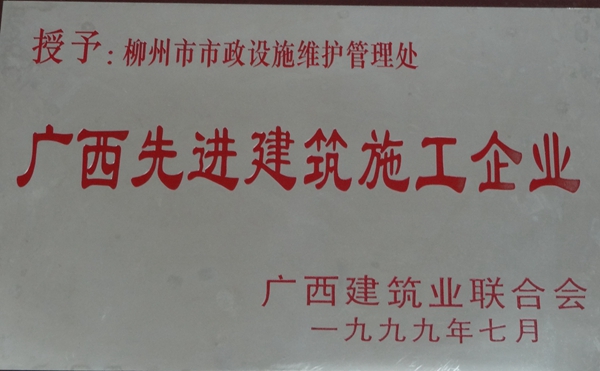 授予:柳州市市政设施维护管理处
广西先进建筑施工企业
广西建筑业联合会
一九九九年七月